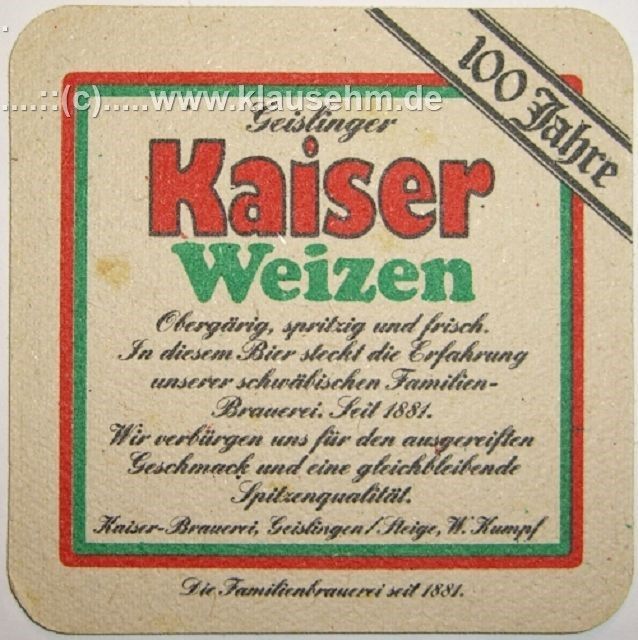 100 Jahre
.....::(c).....www.klausehm.de
Geislinger
Kaiser
Weizen
Obergärig, spritzig und frisch.
In diesem Bier steckt die Erfahrung
unserer schwäbischen Familien-
Brauerei. Seit 1881.
Wir verbürgen uns für den ausgereiften
Geschmack und eine gleichbleibende
Spitzenqualität.
Kaiser-Brauerei, Geislingen/Steige, W. Kumpf
Die Familienbrauerei seit 1881.